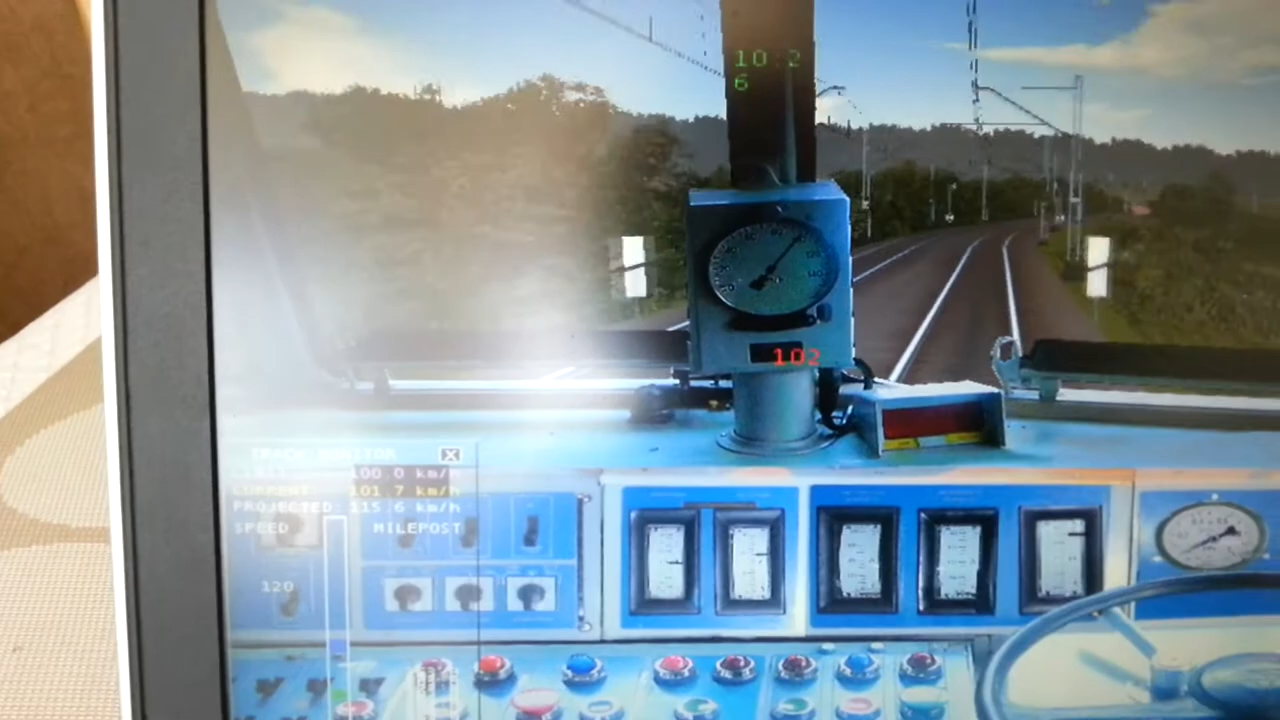 10:2
6
102
TRACK MONITOR X
100.0 km/h
CURRENT: 101.7 km/h
PROJECTED: 115.6 km/h
SPEED MILEPOST
120